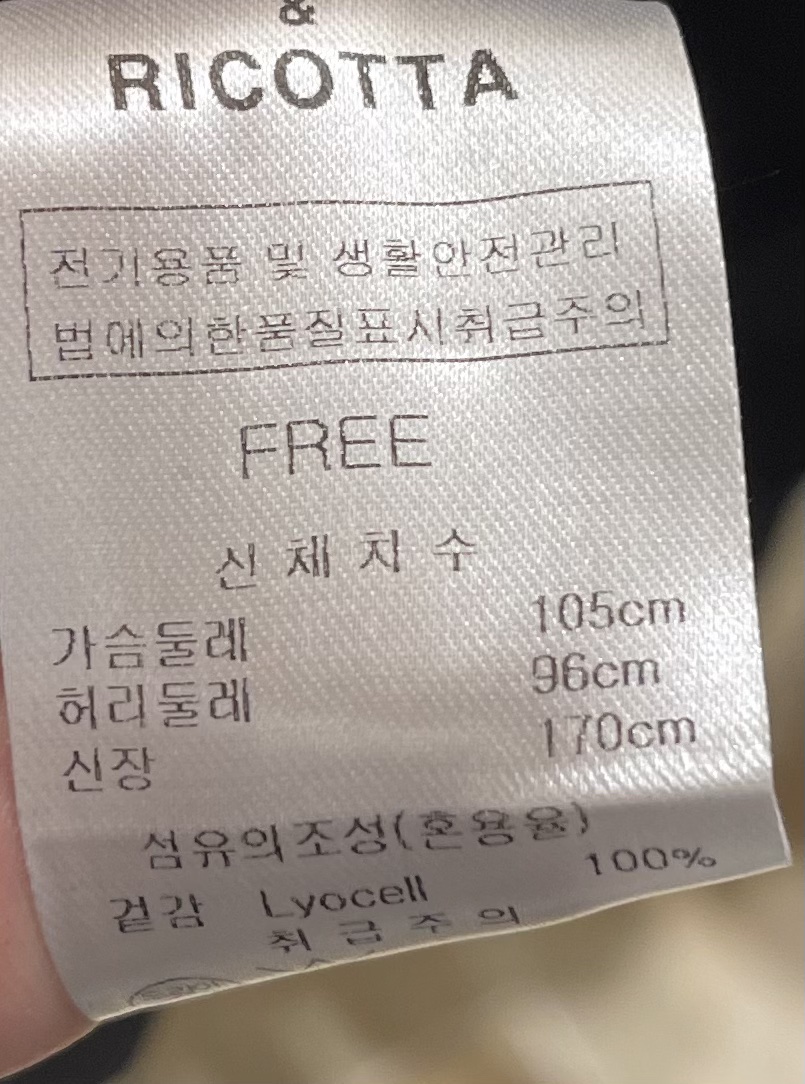 &
RICOTTA
전기용품 및 생활안전관리
법에의한품질표시취급주의
FREE
신 체 치 수
가슴둘레 105cm
허리둘레 96cm
신장 170cm
섬유의조성(혼용율)
겉감 Lyocell 100%
취 급 주 의